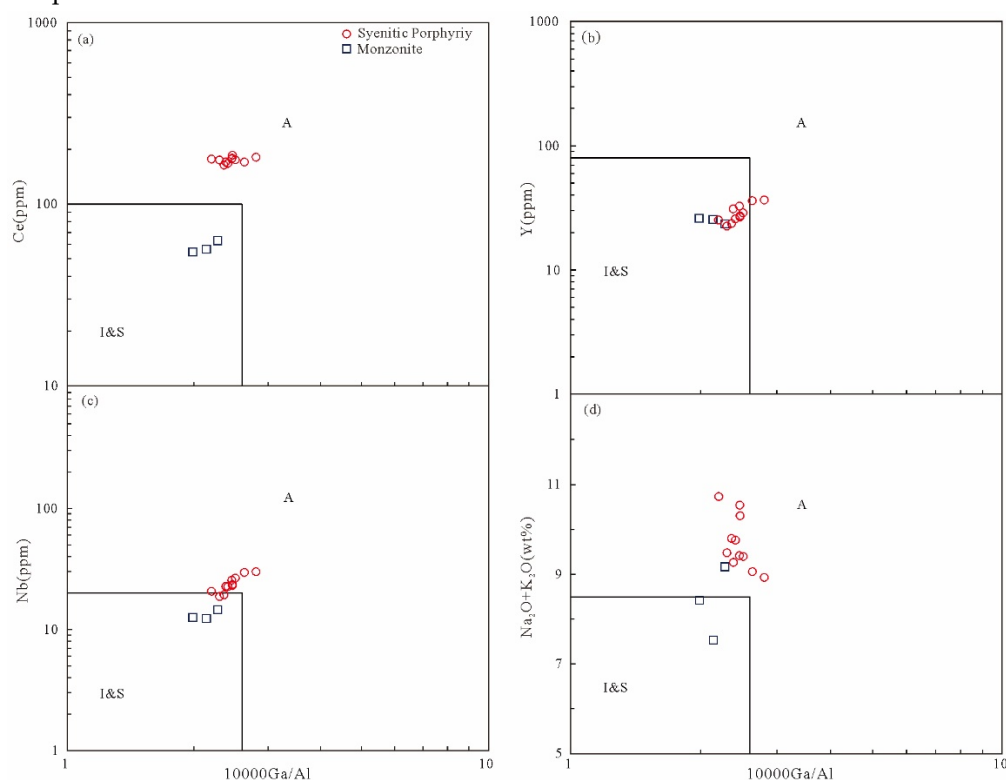 (a)
Syenitic Porphyriy
Monzonite
1000
100
10
Ce(ppm)
A
I&S
(b)
1000
100
10
1
Y(ppm)
A
I&S
(c)
100
10
1
Nb(ppm)
A
I&S
1
10000Ga/Al
10
(d)
11
9
7
5
Na₂O+K₂O(wt%)
A
I&S
1
10000Ga/Al
10